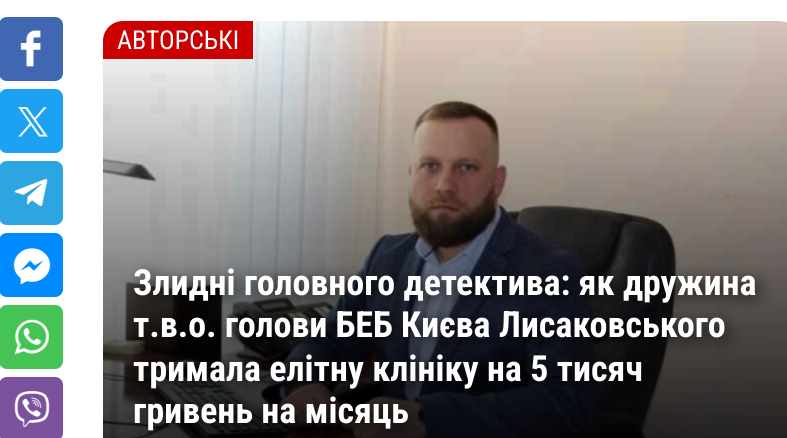 АВТОРСЬКІ
Злидні головного детектива: як дружина
т.в.о. голови БЕБ Києва Лисаковського
тримала елітну клініку на 5 тисяч
гривень на місяць